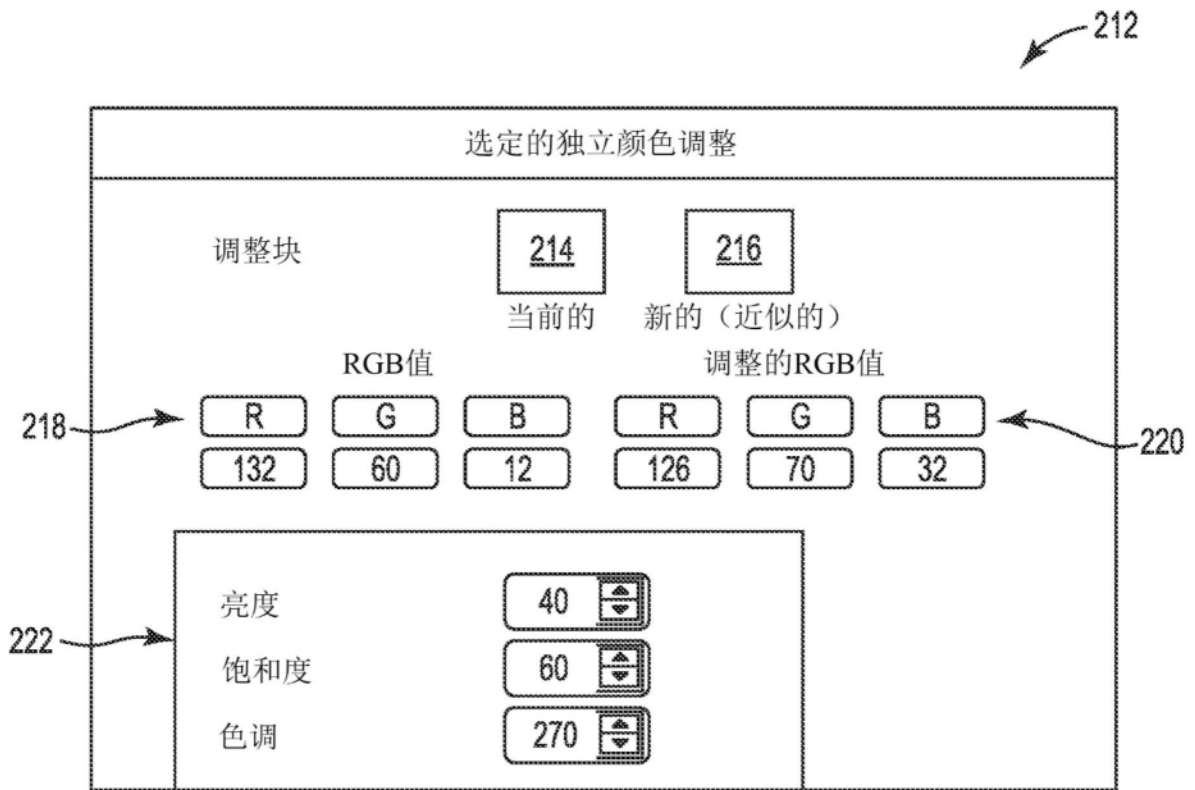 212
选定的独立颜色调整
调整块 214 216
当前的 新的（近似的）
RGB值 调整的RGB值
218 R G B R G B 220
132 60 12 126 70 32
亮度 40
222
饱和度 60
色调 270